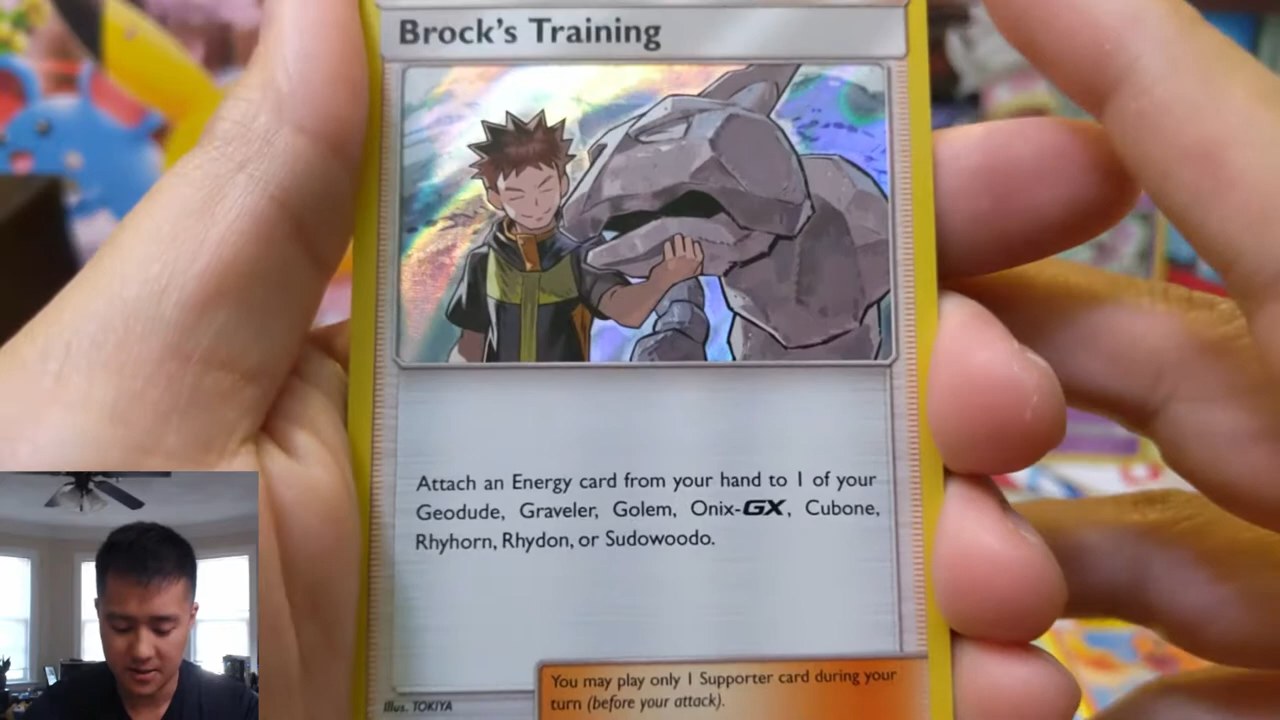 Brock's Training
Attach an Energy card from your hand to 1 of your
Geodude, Graveler, Golem, Onix-GX, Cubone,
Rhyhorn, Rhydon, or Sudowoodo.
You may play only 1 Supporter card during your
turn (before your attack).
Illus. TOKIYA